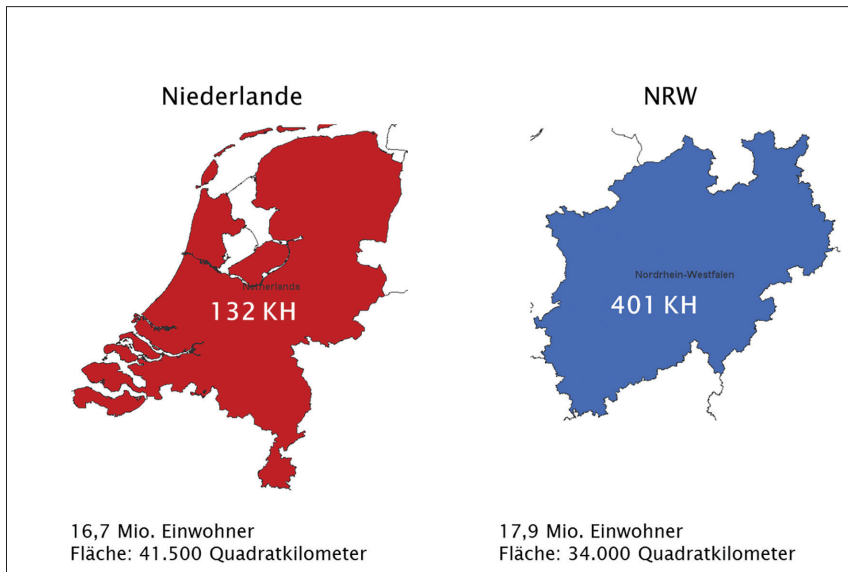 Niederlande
NRW
Netherlands
132 KH
Nordrhein-Westfalen
401 KH
16,7 Mio. Einwohner
Fläche: 41.500 Quadratkilometer
17,9 Mio. Einwohner
Fläche: 34.000 Quadratkilometer